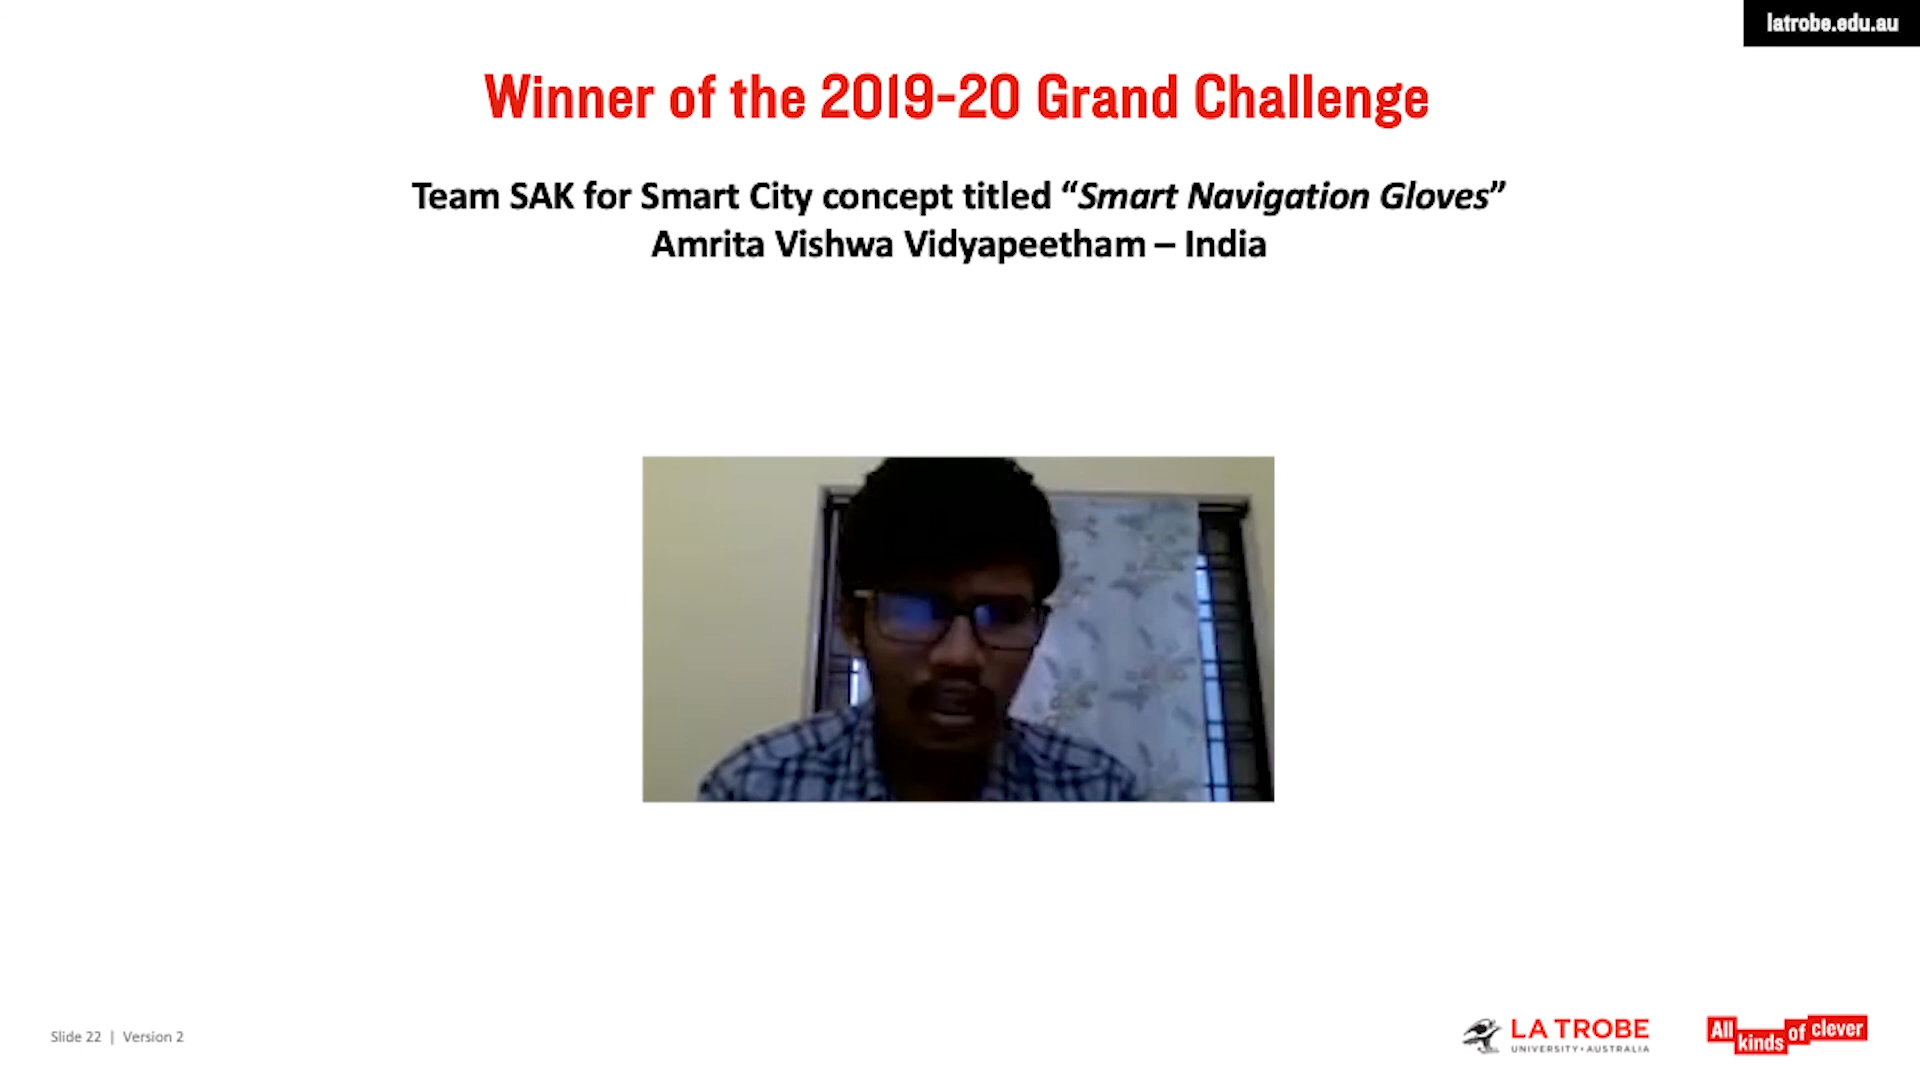 latrobe.edu.au
Winner of the 2019-20 Grand Challenge
Team SAK for Smart City concept titled “Smart Navigation Gloves”
Amrita Vishwa Vidyapeetham – India
Slide 22 | Version 2
LA TROBE
UNIVERSITY • AUSTRALIA
All kinds of clever